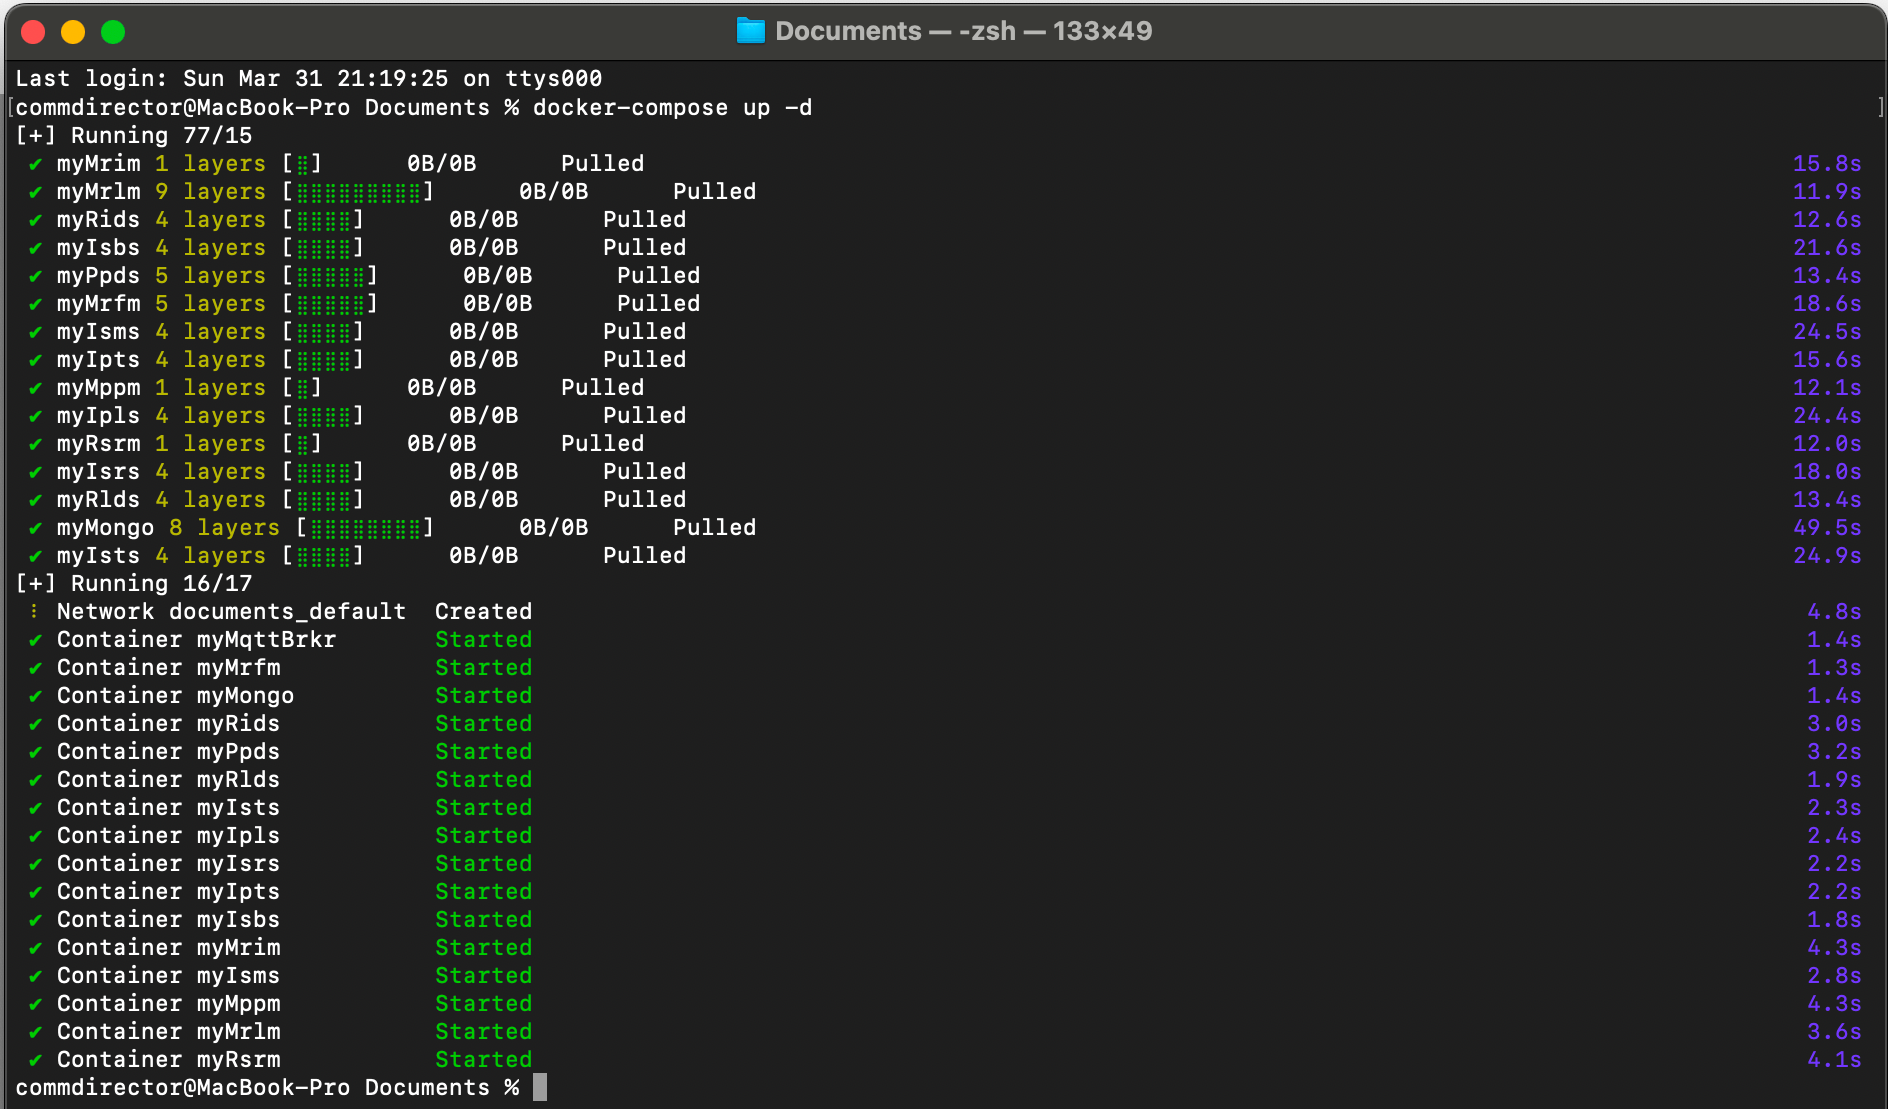 Documents — -zsh — 133×49
Last login: Sun Mar 31 21:19:25 on ttys000
[commdirector@MacBook-Pro Documents % docker-compose up -d ]
[+] Running 77/15
✔ myMrim 1 layers [⣿] 0B/0B Pulled 15.8s
✔ myMrlm 9 layers [⣿⣿⣿⣿⣿⣿⣿⣿⣿] 0B/0B Pulled 11.9s
✔ myRids 4 layers [⣿⣿⣿⣿] 0B/0B Pulled 12.6s
✔ myIsbs 4 layers [⣿⣿⣿⣿] 0B/0B Pulled 21.6s
✔ myPpds 5 layers [⣿⣿⣿⣿⣿] 0B/0B Pulled 13.4s
✔ myMrfm 5 layers [⣿⣿⣿⣿⣿] 0B/0B Pulled 18.6s
✔ myIsms 4 layers [⣿⣿⣿⣿] 0B/0B Pulled 24.5s
✔ myIpts 4 layers [⣿⣿⣿⣿] 0B/0B Pulled 15.6s
✔ myMppm 1 layers [⣿] 0B/0B Pulled 12.1s
✔ myIpls 4 layers [⣿⣿⣿⣿] 0B/0B Pulled 24.4s
✔ myRsrm 1 layers [⣿] 0B/0B Pulled 12.0s
✔ myIsrs 4 layers [⣿⣿⣿⣿] 0B/0B Pulled 18.0s
✔ myRlds 4 layers [⣿⣿⣿⣿] 0B/0B Pulled 13.4s
✔ myMongo 8 layers [⣿⣿⣿⣿⣿⣿⣿⣿] 0B/0B Pulled 49.5s
✔ myIsts 4 layers [⣿⣿⣿⣿] 0B/0B Pulled 24.9s
[+] Running 16/17
⠸ Network documents_default Created 4.8s
✔ Container myMqttBrkr Started 1.4s
✔ Container myMrfm Started 1.3s
✔ Container myMongo Started 1.4s
✔ Container myRids Started 3.0s
✔ Container myPpds Started 3.2s
✔ Container myRlds Started 1.9s
✔ Container myIsts Started 2.3s
✔ Container myIpls Started 2.4s
✔ Container myIsrs Started 2.2s
✔ Container myIpts Started 2.2s
✔ Container myIsbs Started 1.8s
✔ Container myMrim Started 4.3s
✔ Container myIsms Started 2.8s
✔ Container myMppm Started 4.3s
✔ Container myMrlm Started 3.6s
✔ Container myRsrm Started 4.1s
commdirector@MacBook-Pro Documents %